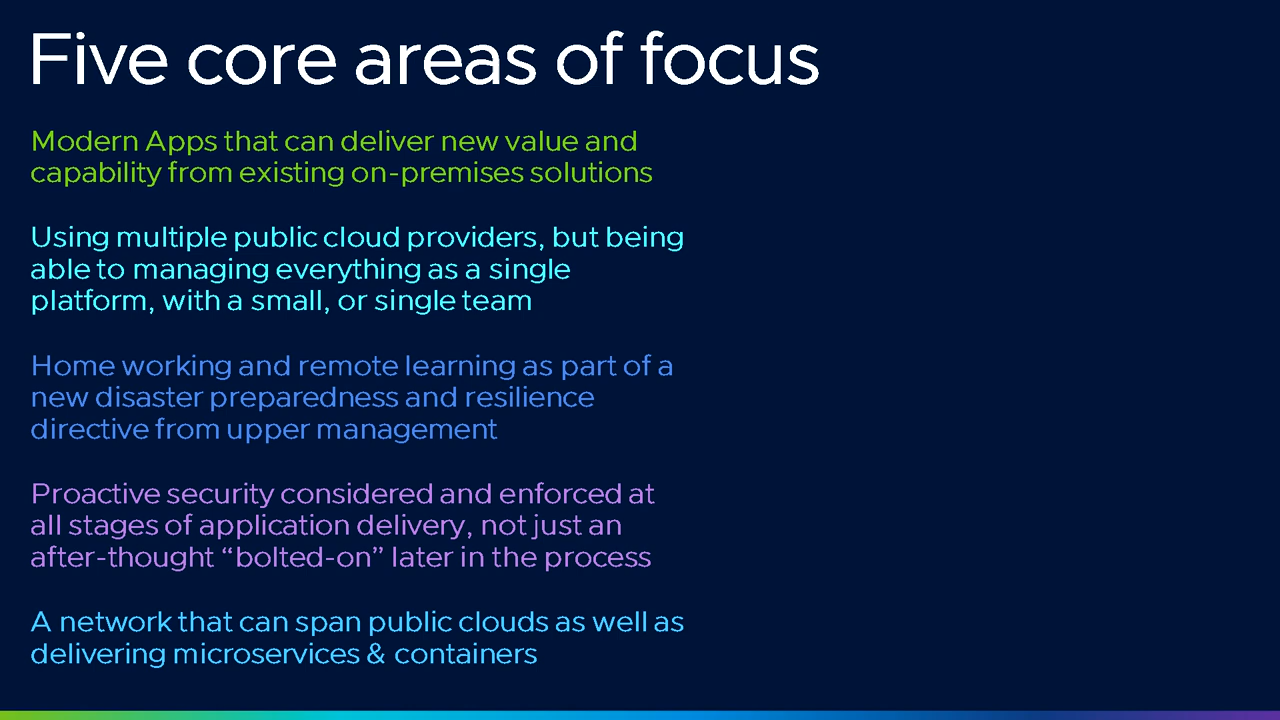 Five core areas of focus
Modern Apps that can deliver new value and
capability from existing on-premises solutions
Using multiple public cloud providers, but being
able to managing everything as a single
platform, with a small, or single team
Home working and remote learning as part of a
new disaster preparedness and resilience
directive from upper management
Proactive security considered and enforced at
all stages of application delivery, not just an
after-thought “bolted-on” later in the process
A network that can span public clouds as well as
delivering microservices & containers